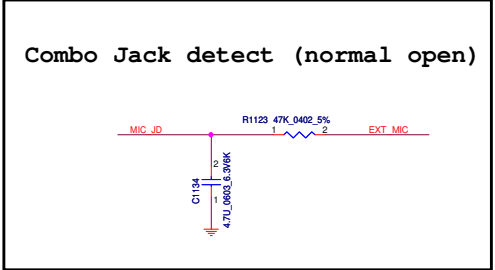 Combo Jack detect (normal open)
R1123 47K_0402_5%
MIC_JD
1
2
EXT_MIC
2
C1134
4.7U_0603_6.3V6K
1